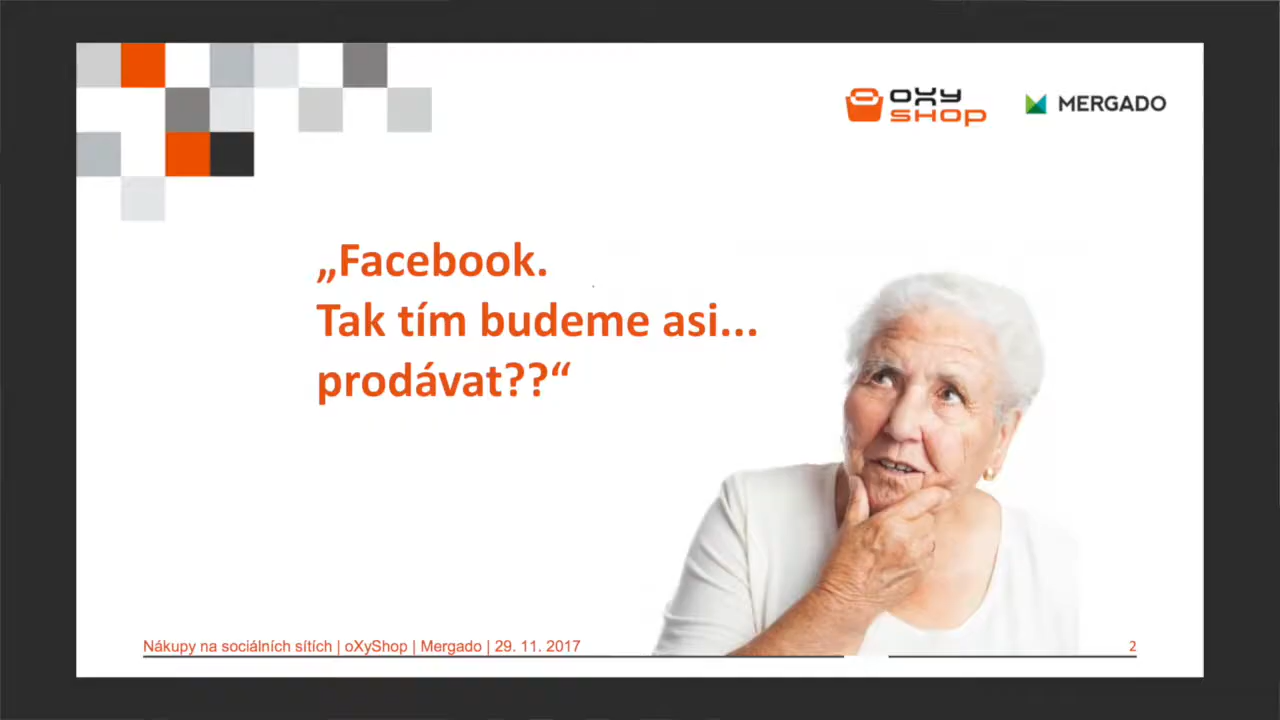 oxy
shop
MERGADO
„Facebook.
Tak tím budeme asi...
prodávat??“
Nákupy na sociálních sítích | oXyShop | Mergado | 29. 11. 2017
2